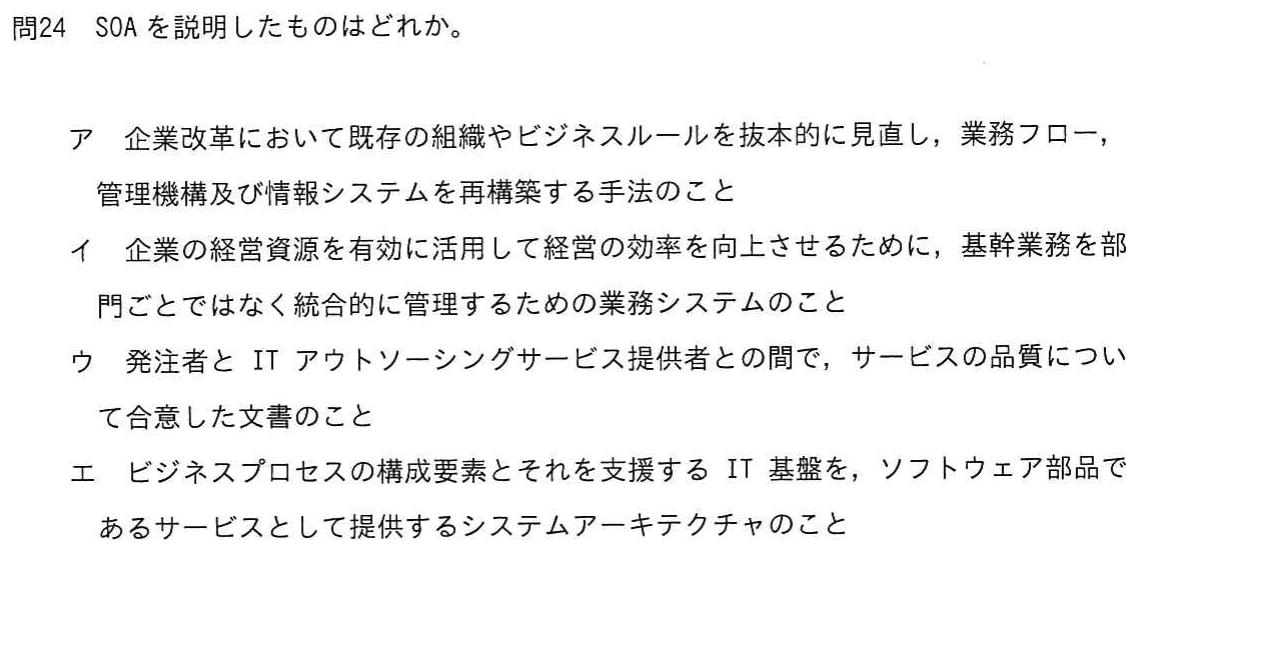 問24　SOA を説明したものはどれか。
ア　企業改革において既存の組織やビジネスルールを抜本的に見直し，業務フロー，
管理機構及び情報システムを再構築する手法のこと
イ　企業の経営資源を有効に活用して経営の効率を向上させるために，基幹業務を部
門ごとではなく統合的に管理するための業務システムのこと
ウ　発注者と IT アウトソーシングサービス提供者との間で，サービスの品質につい
て合意した文書のこと
エ　ビジネスプロセスの構成要素とそれを支援する IT 基盤を，ソフトウェア部品で
あるサービスとして提供するシステムアーキテクチャのこと